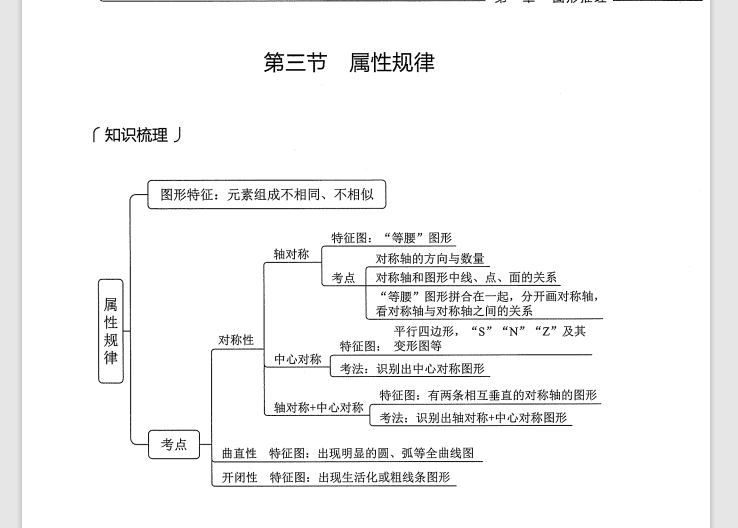 第三节 属性规律
知识梳理
图形特征：元素组成不相同、不相似
属性规律
考点
对称性
轴对称
特征图：“等腰”图形
考点
对称轴的方向与数量
对称轴和图形中线、点、面的关系
“等腰”图形拼合在一起，分开画对称轴，
看对称轴与对称轴之间的关系
中心对称
平行四边形，“S”“N”“Z”及其
特征图： 变形图等
考法：识别出中心对称图形
轴对称+中心对称
特征图：有两条相互垂直的对称轴的图形
考法：识别出轴对称+中心对称图形
曲直性 特征图：出现明显的圆、弧等全曲线图
开闭性 特征图：出现生活化或粗线条图形